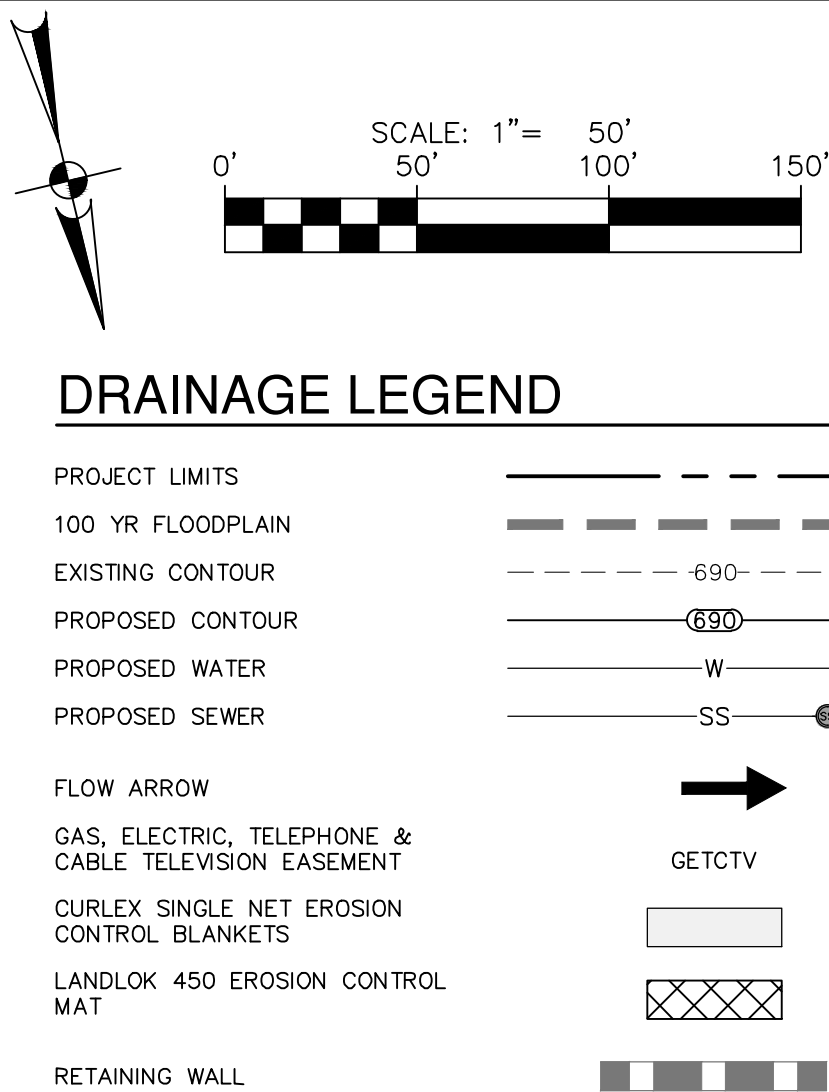 SCALE: 1"= 50'
0' 50' 100' 150'
DRAINAGE LEGEND
PROJECT LIMITS
100 YR FLOODPLAIN
EXISTING CONTOUR 690
PROPOSED CONTOUR 690
PROPOSED WATER W
PROPOSED SEWER SS
FLOW ARROW
GAS, ELECTRIC, TELEPHONE &
CABLE TELEVISION EASEMENT GETCTV
CURLEX SINGLE NET EROSION
CONTROL BLANKETS
LANDLOK 450 EROSION CONTROL
MAT
RETAINING WALL